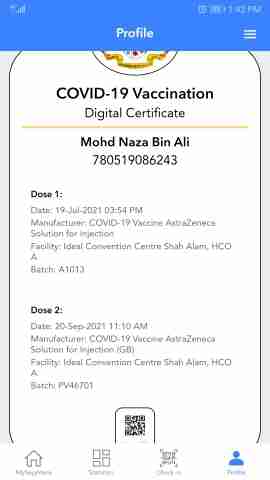 1:42 PM
Profile
COVID-19 Vaccination
Digital Certificate
Mohd Naza Bin Ali
780519086243
Dose 1:
Date: 19-Jul-2021 03:54 PM
Manufacturer: COVID-19 Vaccine AstraZeneca
Solution for injection
Facility: Ideal Convention Centre Shah Alam, HCO
A
Batch: A1013
Dose 2:
Date: 20-Sep-2021 11:10 AM
Manufacturer: COVID-19 Vaccine AstraZeneca
Solution for Injection (GB)
Facility: Ideal Convention Centre Shah Alam, HCO
A
Batch: PV46701
MySejahtera
Statistics
Check-in
Profile